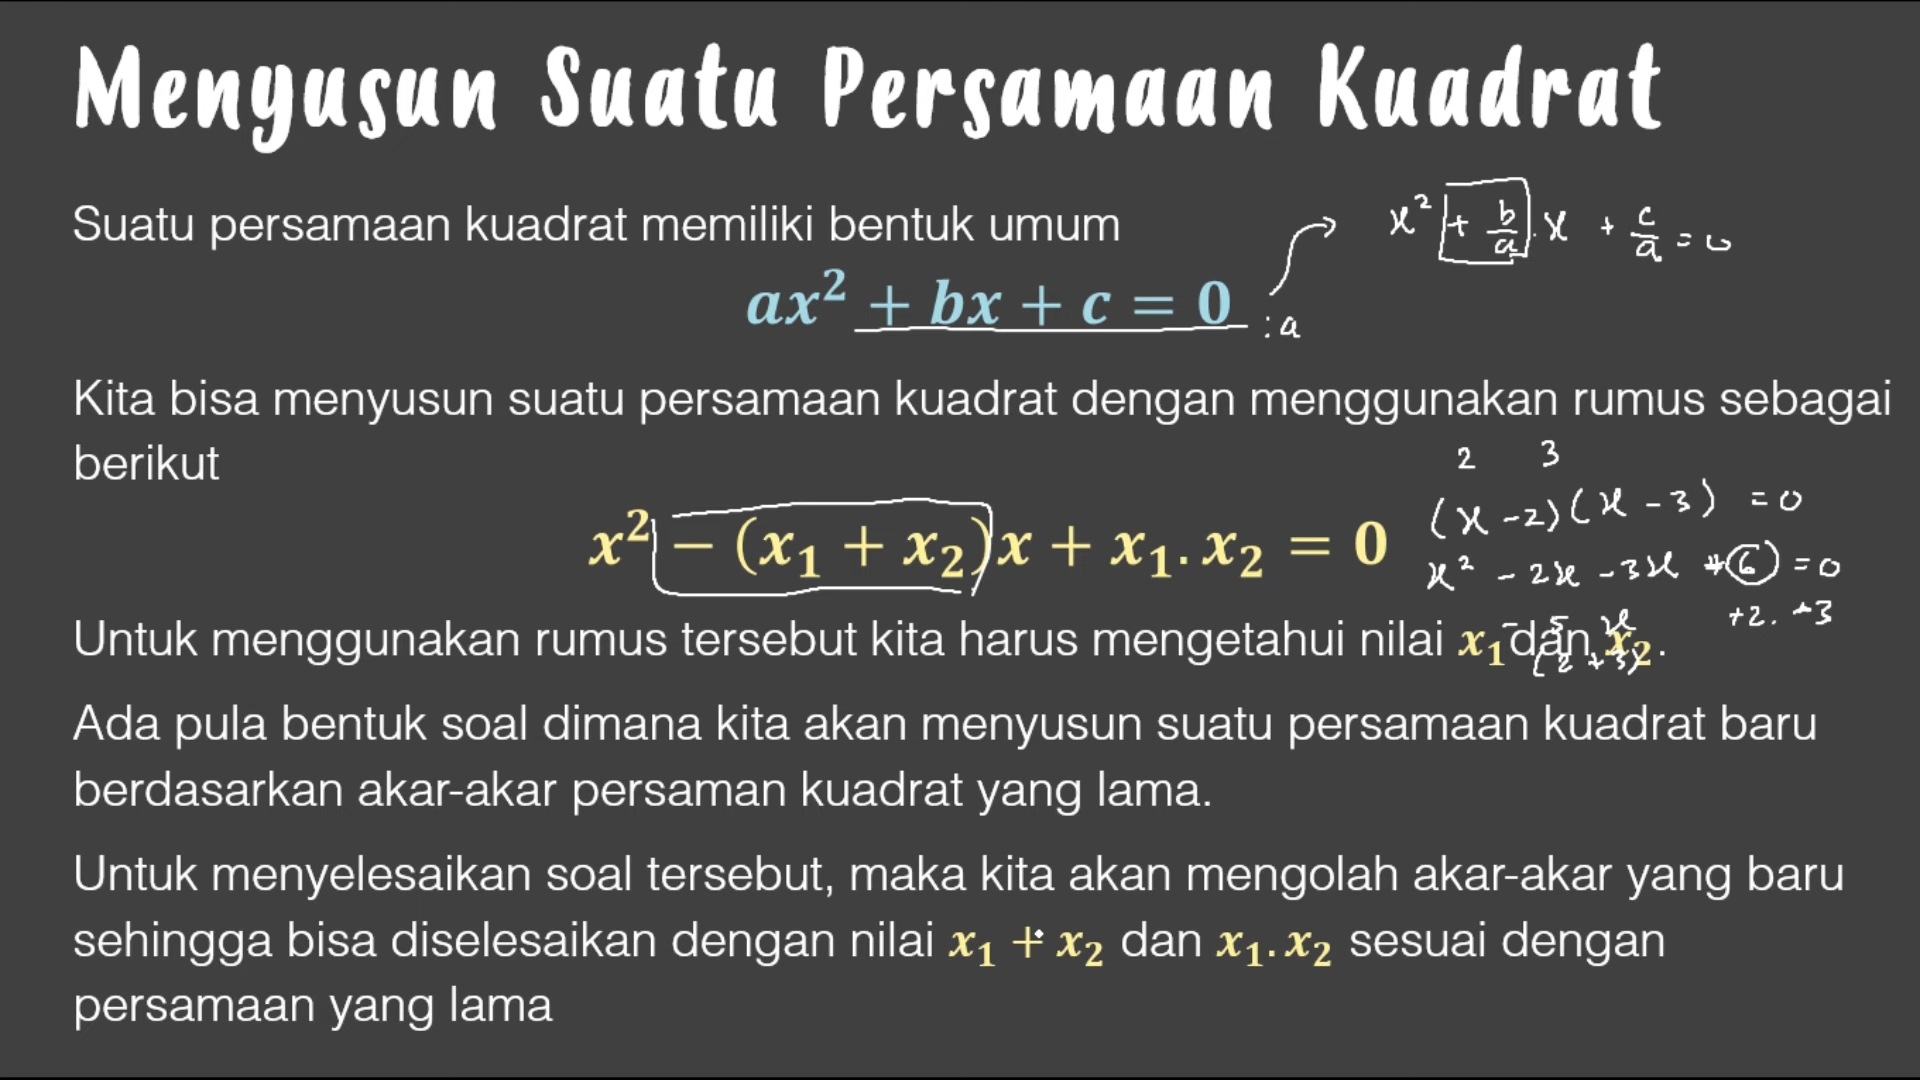 Menyusun Suatu Persamaan Kuadrat
Suatu persamaan kuadrat memiliki bentuk umum
x² + b/a . x + c/a = 0
ax² + bx + c = 0
: a
Kita bisa menyusun suatu persamaan kuadrat dengan menggunakan rumus sebagai
berikut
2 3
(x - 2)(x - 3) = 0
x² − (x₁ + x₂)x + x₁. x₂ = 0
x² - 2x - 3x + 6 = 0
+2. +3
Untuk menggunakan rumus tersebut kita harus mengetahui nilai x₁ dan x₂.
- 5 x
(2 + 3)
Ada pula bentuk soal dimana kita akan menyusun suatu persamaan kuadrat baru
berdasarkan akar-akar persaman kuadrat yang lama.
Untuk menyelesaikan soal tersebut, maka kita akan mengolah akar-akar yang baru
sehingga bisa diselesaikan dengan nilai x₁ + x₂ dan x₁. x₂ sesuai dengan
persamaan yang lama